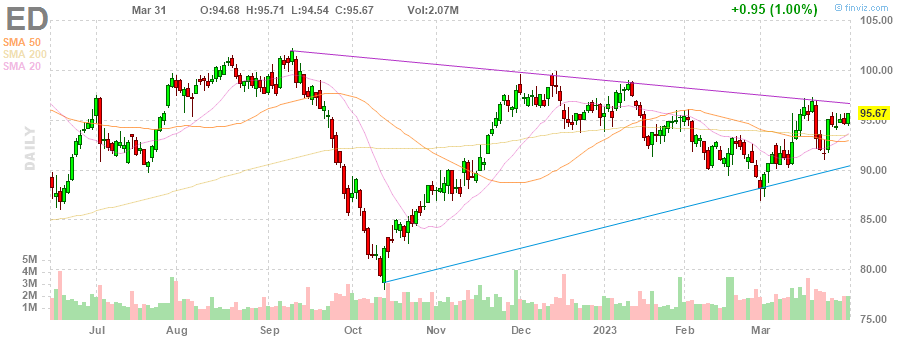 ED
Mar 31 O:94.68 H:95.71 L:94.54 C:95.67 Vol:2.07M +0.95 (1.00%)
finviz.com
SMA 50
SMA 200
SMA 20
DAILY
105.00
100.00
95.67
95.00
90.00
85.00
80.00
75.00
5M
4M
3M
2M
1M
Jul Aug Sep Oct Nov Dec 2023 Feb Mar